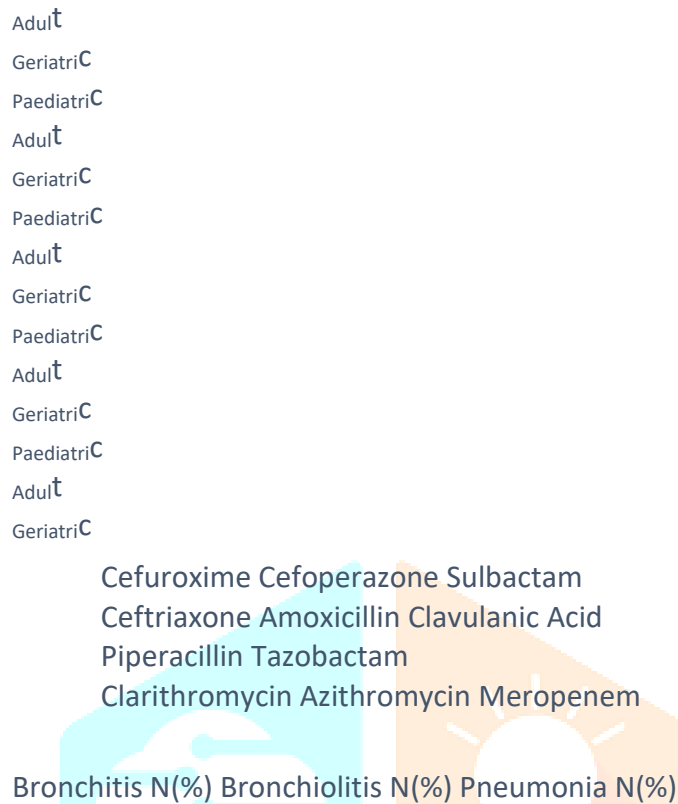 Adult
Geriatric
Paediatric
Adult
Geriatric
Paediatric
Adult
Geriatric
Paediatric
Adult
Geriatric
Paediatric
Adult
Geriatric
Cefuroxime Cefoperazone Sulbactam
Ceftriaxone Amoxicillin Clavulanic Acid
Piperacillin Tazobactam
Clarithromycin Azithromycin Meropenem
Bronchitis N(%) Bronchiolitis N(%) Pneumonia N(%)